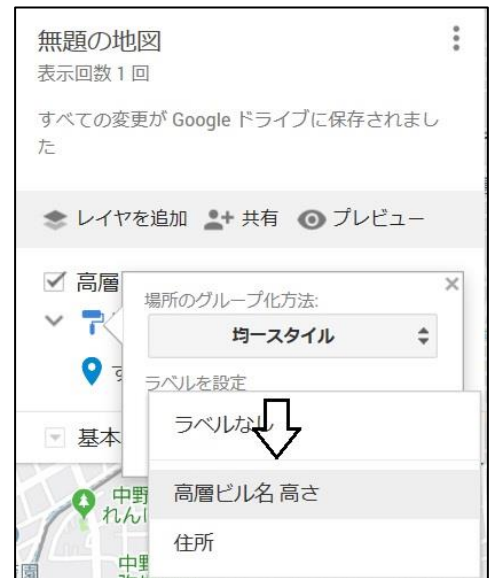 無題の地図
表示回数 1 回
すべての変更が Google ドライブに保存されまし
た
レイヤを追加 共有 プレビュー
高層
場所のグループ化方法:
均一スタイル
す
ラベルを設定
ラベルなし
基本
高層ビル名 高さ
住所
中野
れんが
中野